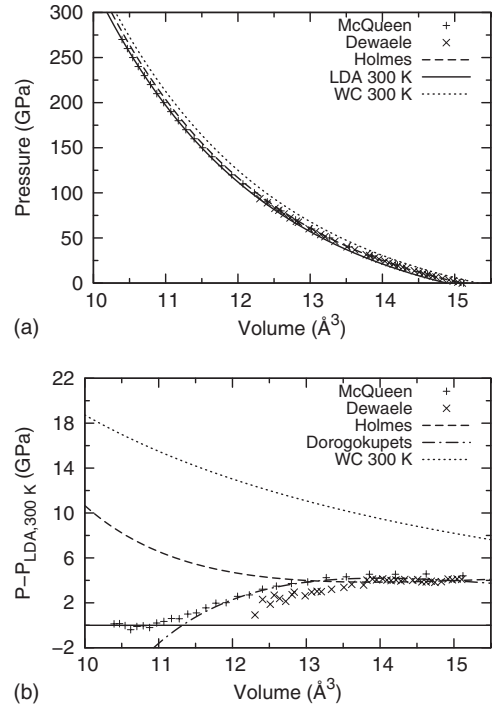 300
250
200
150
100
50
0
Pressure (GPa)
McQueen
Dewaele
Holmes
LDA 300 K
WC 300 K
10 11 12 13 14 15
Volume (Å³)
(a)
22
18
14
10
6
2
−2
P−P_LDA,300 K (GPa)
McQueen
Dewaele
Holmes
Dorogokupets
WC 300 K
10 11 12 13 14 15
Volume (Å³)
(b)